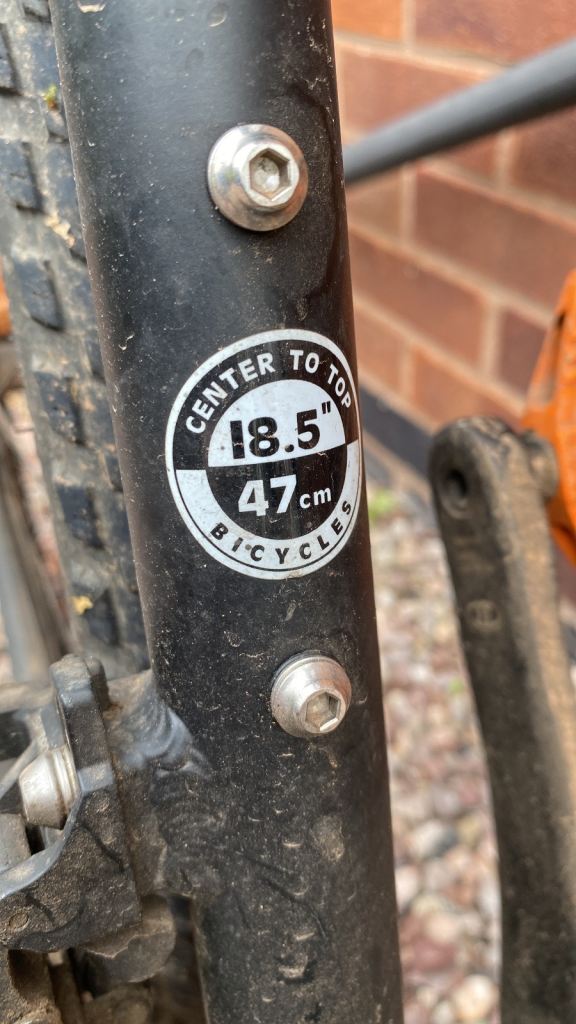 CENTER TO TOP
18.5"
47cm
BICYCLES